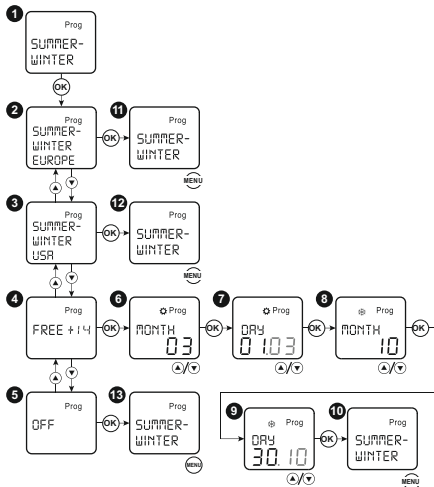 1
Prog
SUMMER-
WINTER
OK
2
Prog
SUMMER-
WINTER
EUROPE
OK
11
Prog
SUMMER-
WINTER
MENU
3
Prog
SUMMER-
WINTER
USA
OK
12
Prog
SUMMER-
WINTER
MENU
4
Prog
FREE +14
OK
6
Prog
MONTH
03
OK
7
Prog
DAY
01.03
OK
8
Prog
MONTH
10
OK
5
Prog
OFF
OK
13
Prog
SUMMER-
WINTER
MENU
9
Prog
DAY
30.10
OK
10
Prog
SUMMER-
WINTER
MENU